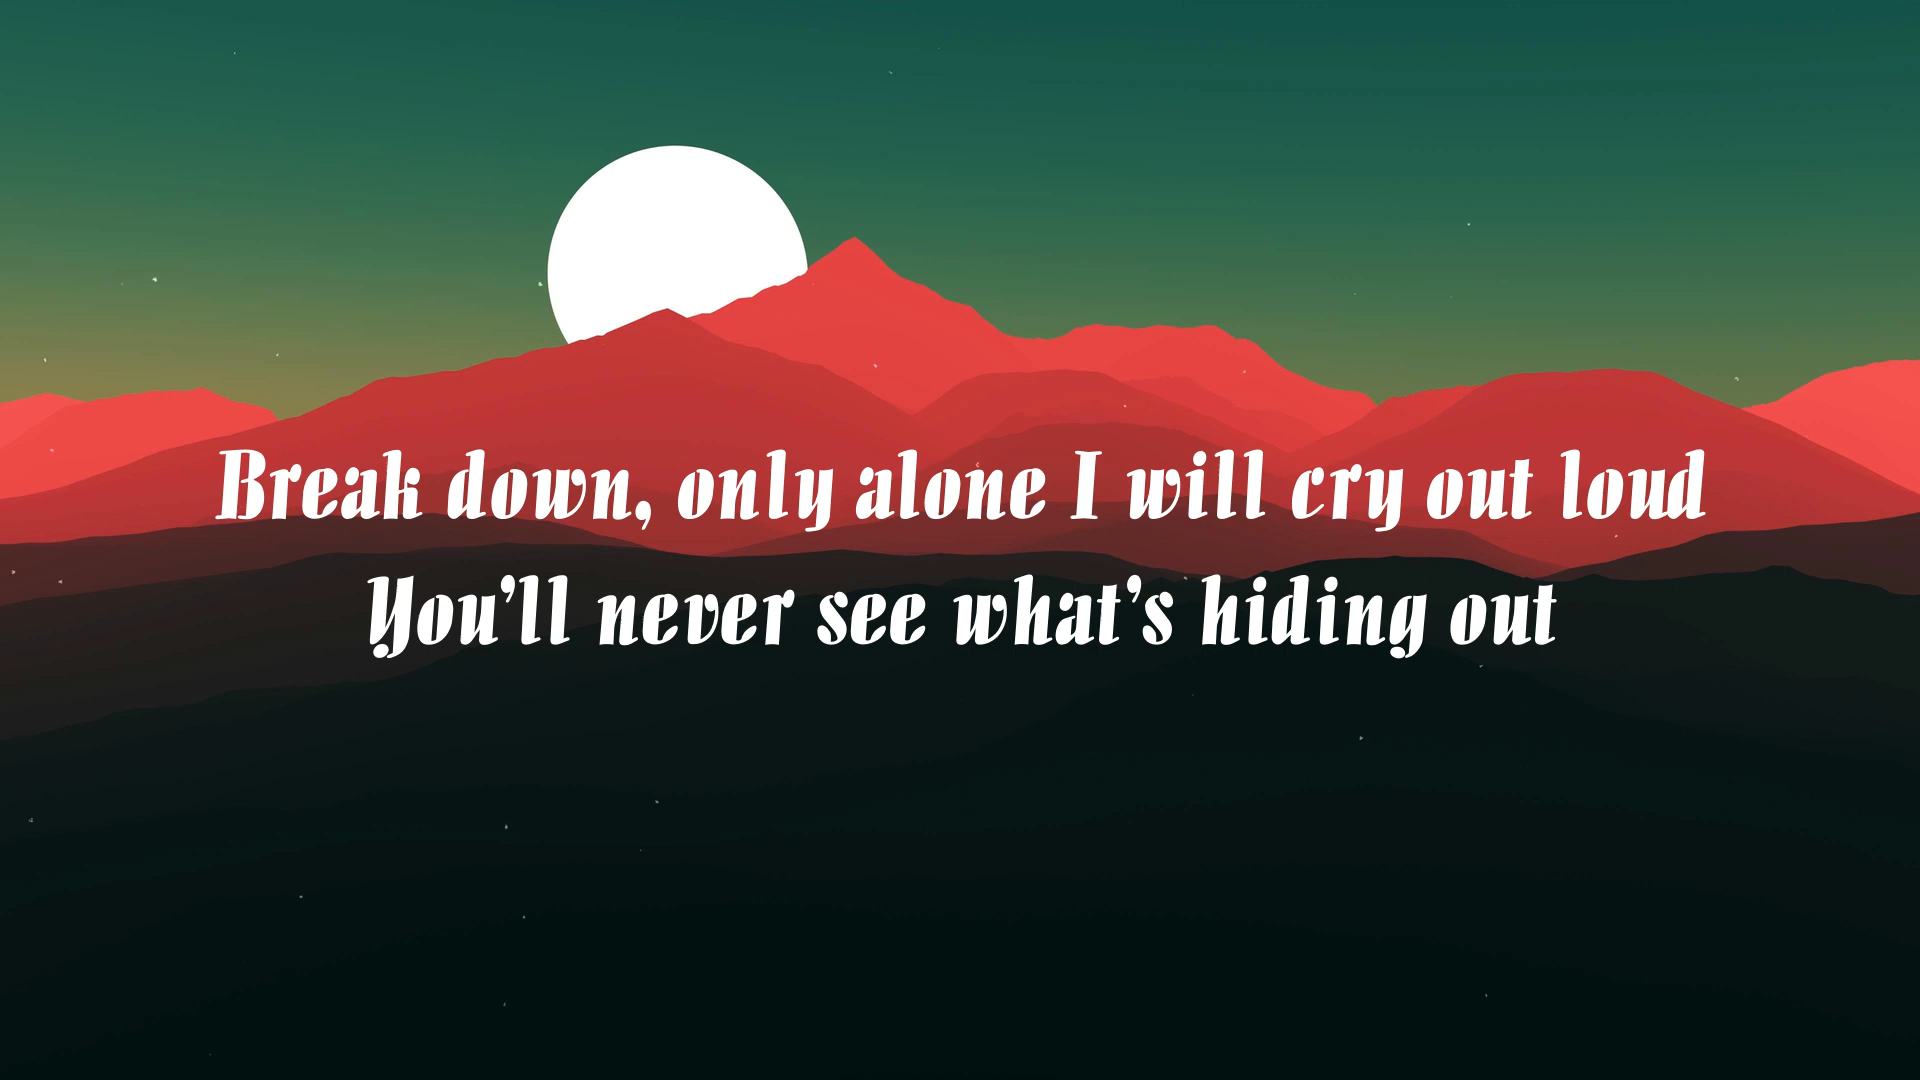 Break down, only alone I will cry out loud
You’ll never see what’s hiding out